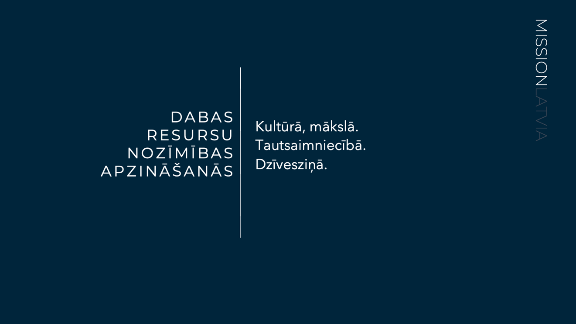 DABAS
RESURSU
NOZĪMĪBAS
APZINĀŠANĀS
Kultūrā, mākslā.
Tautsaimniecībā.
Dzīvesziņā.
MISSIONLATVIA